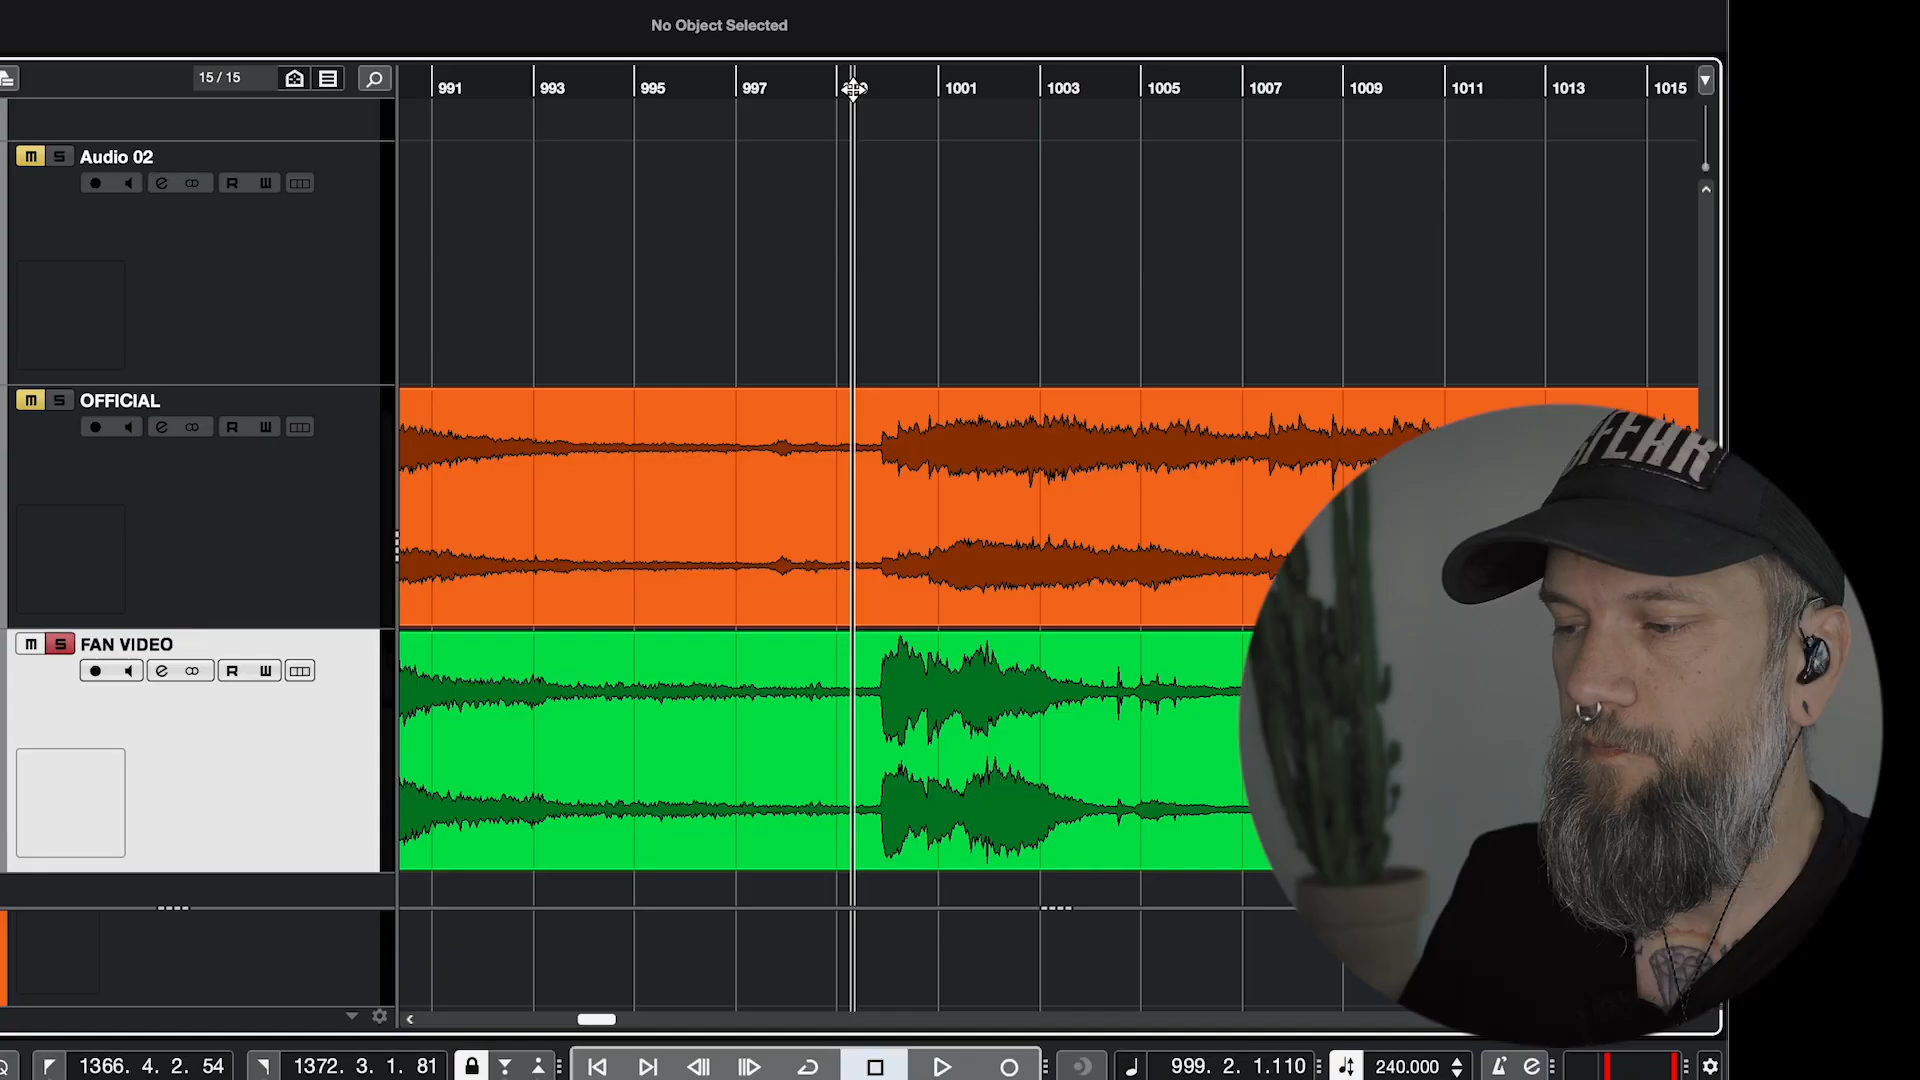 No Object Selected
15 / 15
991 993 995 997 1001 1003 1005 1007 1009 1011 1013 1015
m S Audio 02
R W
m S OFFICIAL
R W
m S FAN VIDEO
R W
FEAR
1366. 4. 2. 54 1372. 3. 1. 81 999. 2. 1.110 240.000